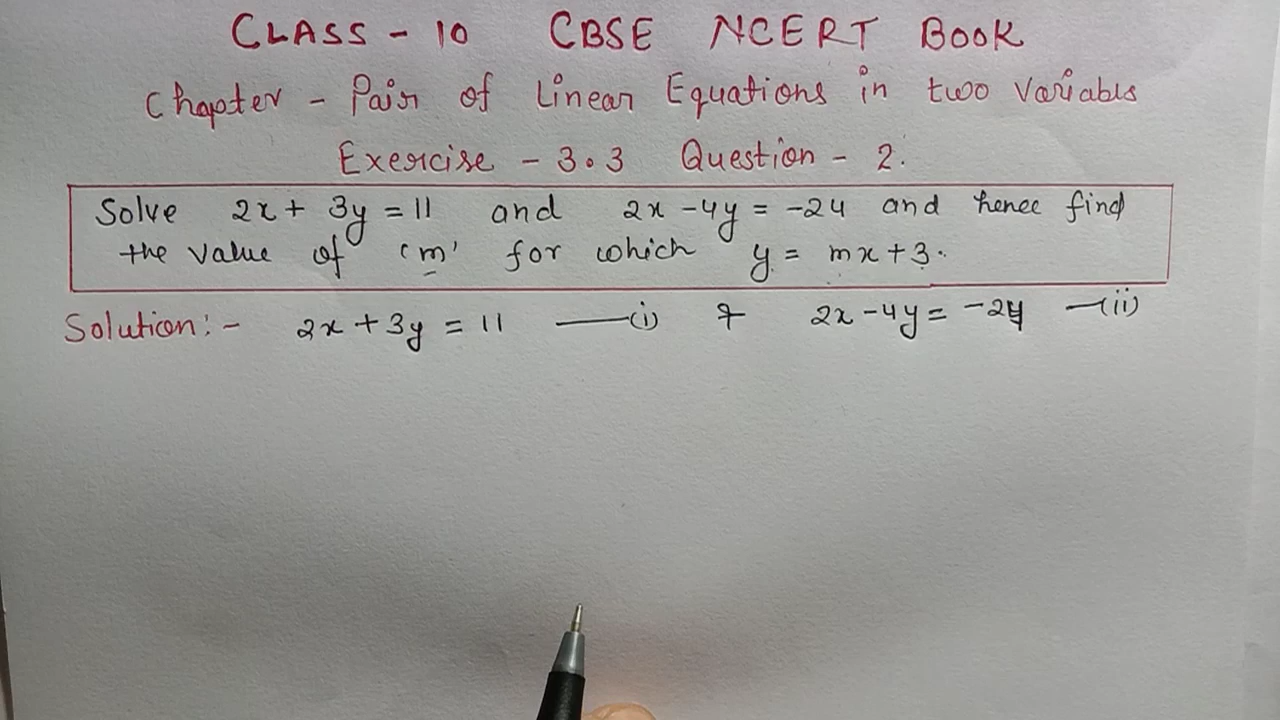 CLASS - 10 CBSE NCERT BOOK
Chapter - Pair of Linear Equations in two Variables
Exercise - 3.3 Question - 2.
Solve 2x + 3y = 11 and 2x - 4y = -24 and hence find
the value of 'm' for which y = mx + 3.
Solution:- 2x + 3y = 11 —(i) & 2x - 4y = -24 —(ii)